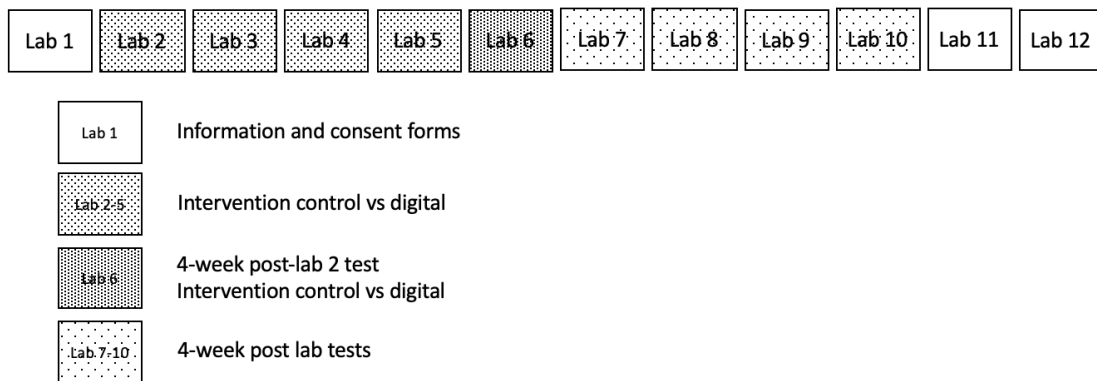 Lab 1 Lab 2 Lab 3 Lab 4 Lab 5 Lab 6 Lab 7 Lab 8 Lab 9 Lab 10 Lab 11 Lab 12
Lab 1 Information and consent forms
Lab 2-5 Intervention control vs digital
Lab 6 4-week post-lab 2 test
Intervention control vs digital
Lab 7-10 4-week post lab tests